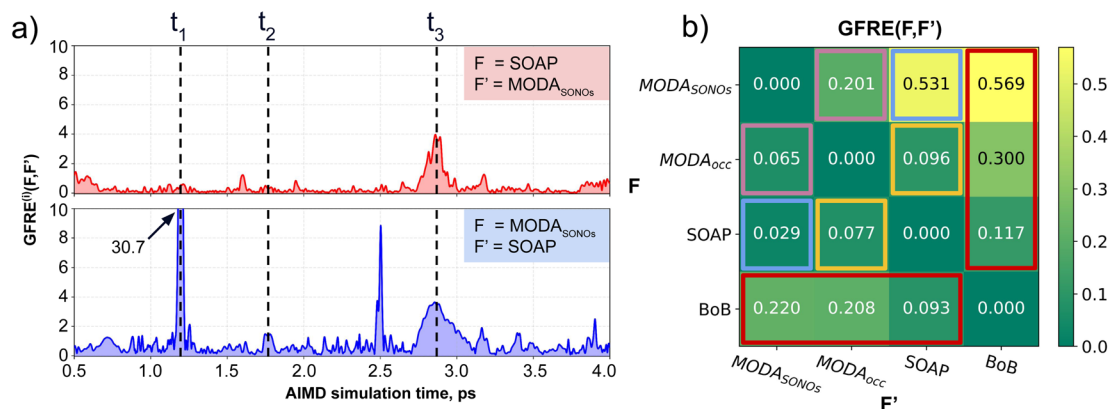 a)
t1 t2 t3
10
8
6
4
2
0
F = SOAP
F' = MODASONOs
GFRE(i)(F,F')
10
8
6
4
2
0
30.7
F = MODASONOs
F' = SOAP
0.5 1.0 1.5 2.0 2.5 3.0 3.5 4.0
AIMD simulation time, ps
b)
GFRE(F,F')
F
MODASONOs 0.000 0.201 0.531 0.569
MODAocc 0.065 0.000 0.096 0.300
SOAP 0.029 0.077 0.000 0.117
BoB 0.220 0.208 0.093 0.000
MODASONOs MODAocc SOAP BoB
F'
0.5
0.4
0.3
0.2
0.1
0.0